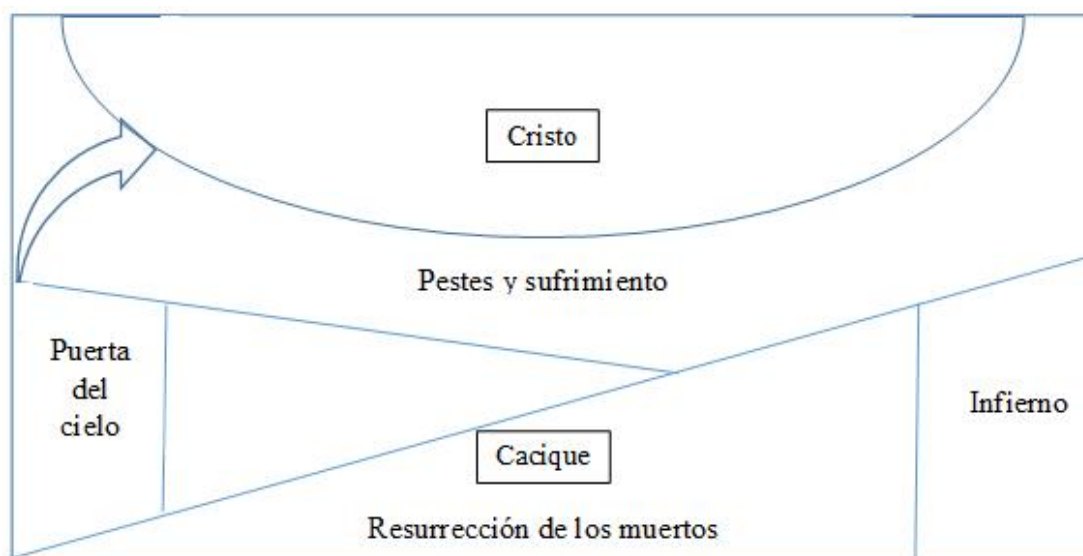 Cristo
Pestes y sufrimiento
Puerta
del
cielo
Infierno
Cacique
Resurrección de los muertos